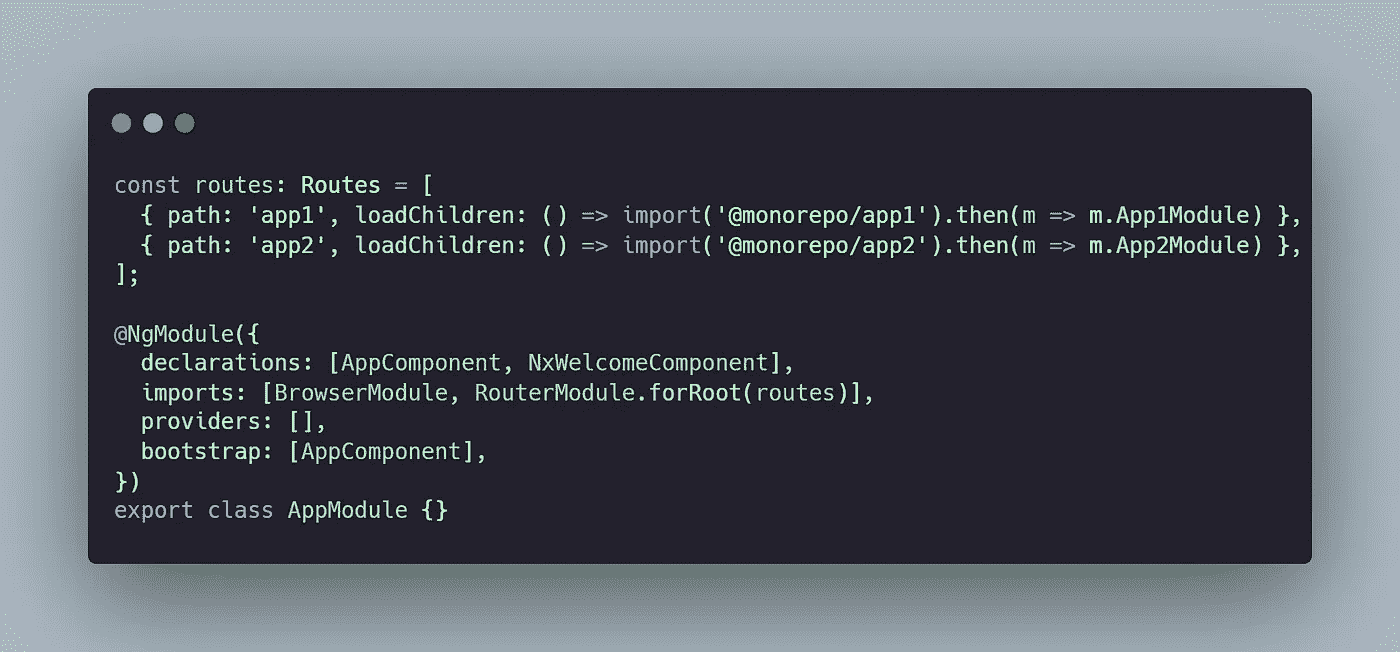 const routes: Routes = [
  { path: 'app1', loadChildren: () => import('@monorepo/app1').then(m => m.App1Module) },
  { path: 'app2', loadChildren: () => import('@monorepo/app2').then(m => m.App2Module) },
];

@NgModule({
  declarations: [AppComponent, NxWelcomeComponent],
  imports: [BrowserModule, RouterModule.forRoot(routes)],
  providers: [],
  bootstrap: [AppComponent],
})
export class AppModule {}